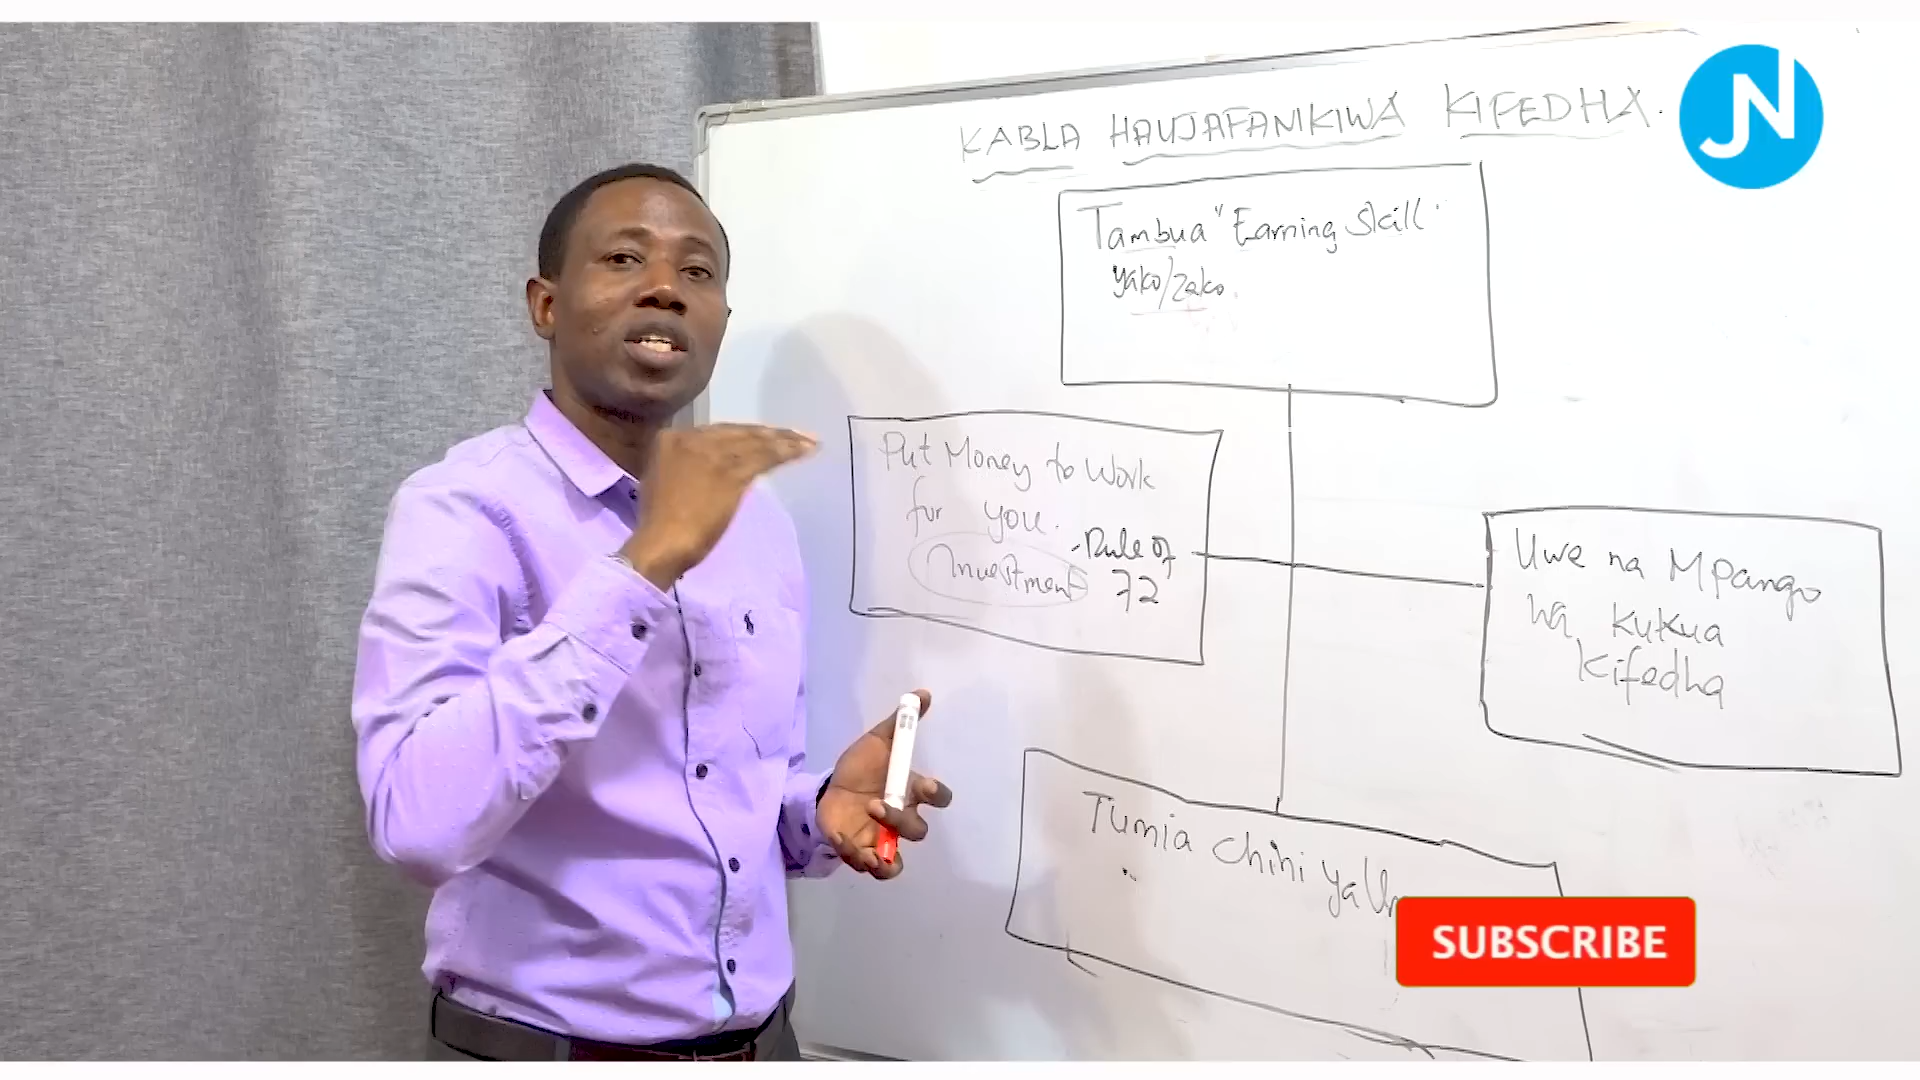 KABLA HAUJAFANIKIWA KIFEDHA.
JN
Tambua "Earning Skill"
yako/zako.
Put Money to Work
for you.
Investment
- Rule of
72
Uwe na Mpango
wa Kukua
Kifedha
Tumia Chini ya
SUBSCRIBE